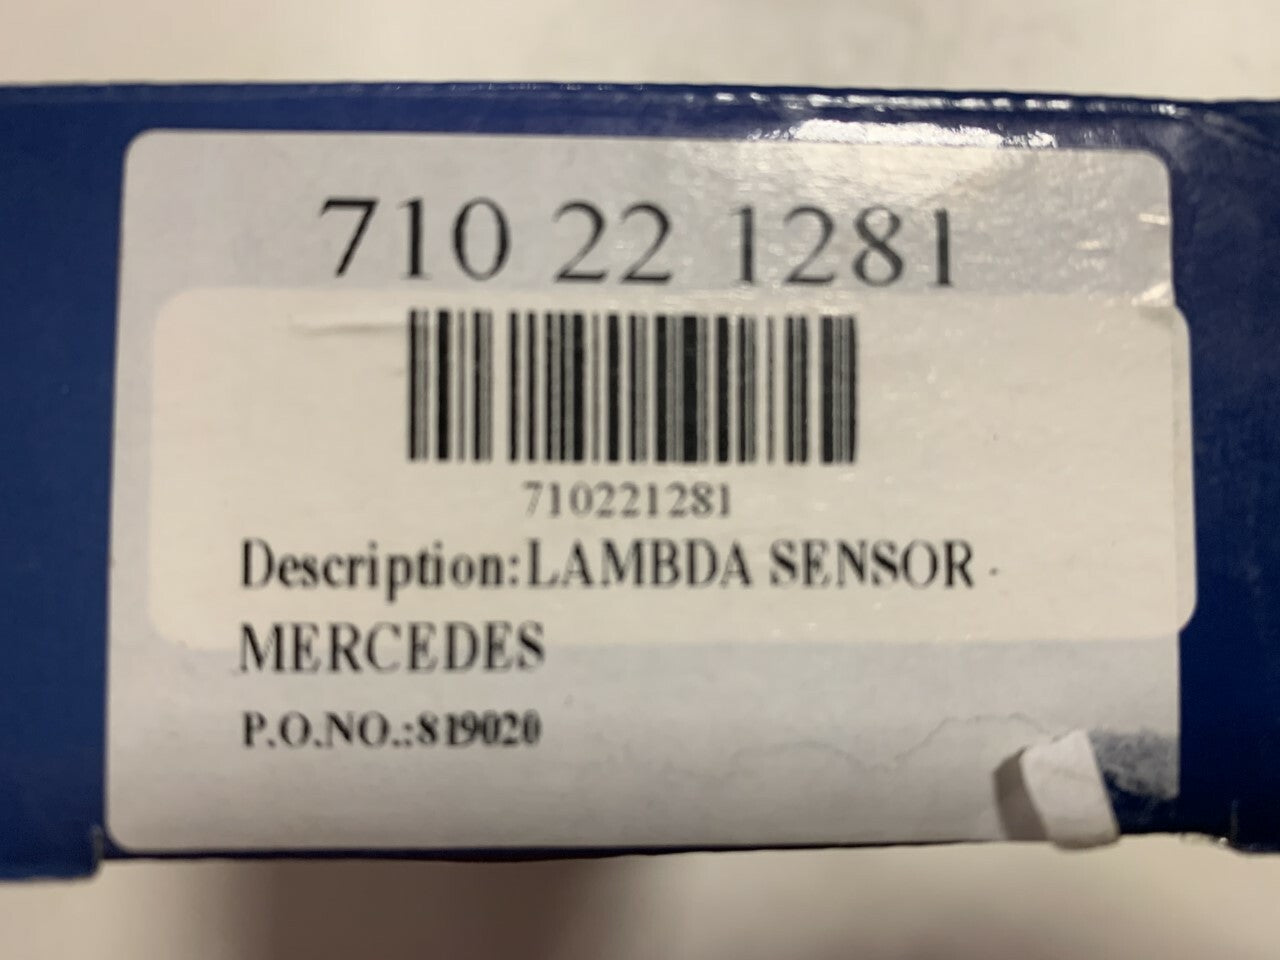 710 22 1281
710221281
Description:LAMBDA SENSOR -
MERCEDES
P.O.NO.:819020